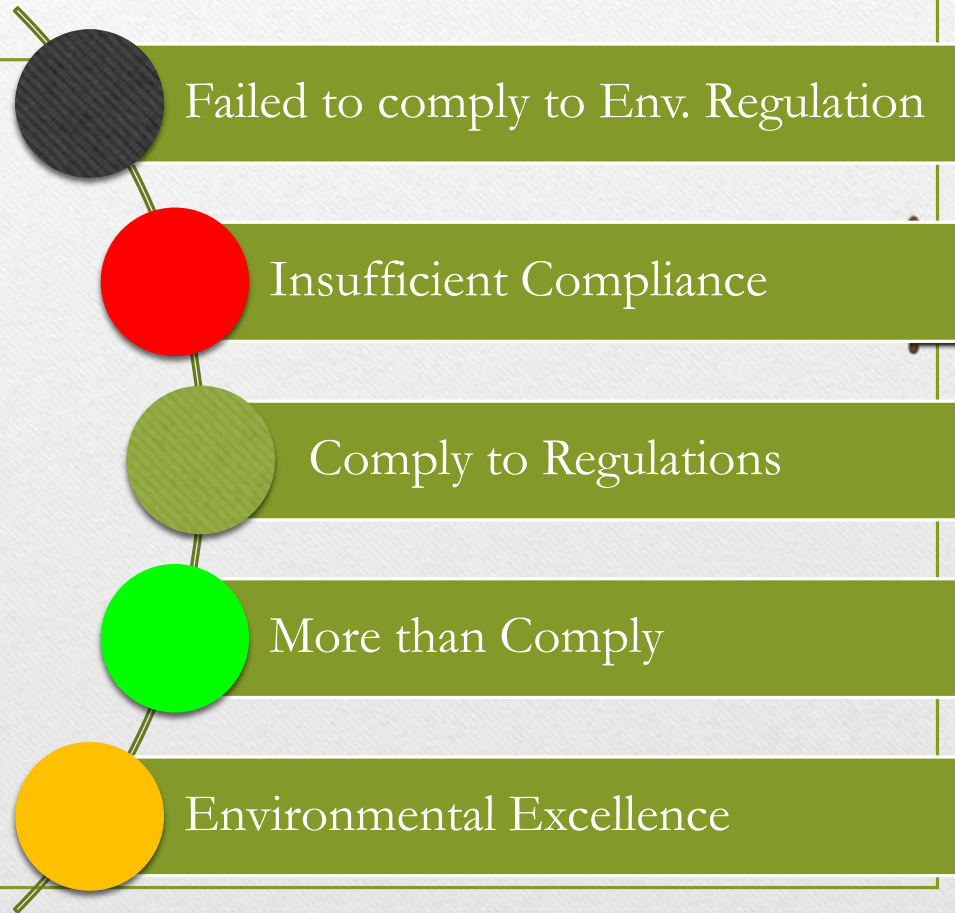 Failed to comply to Env. Regulation
Insufficient Compliance
Comply to Regulations
More than Comply
Environmental Excellence